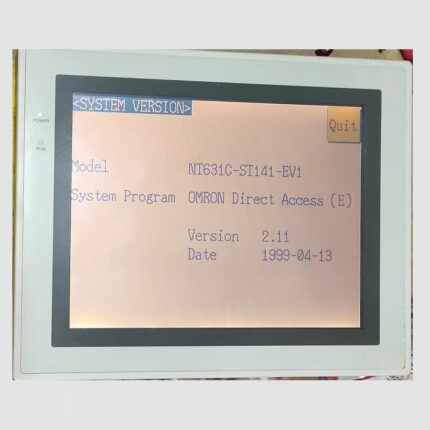 <SYSTEM VERSION>
Quit
POWER
RUN
Model NT631C-ST141-EV1
System Program OMRON Direct Access (E)
Version 2.11
Date 1999-04-13